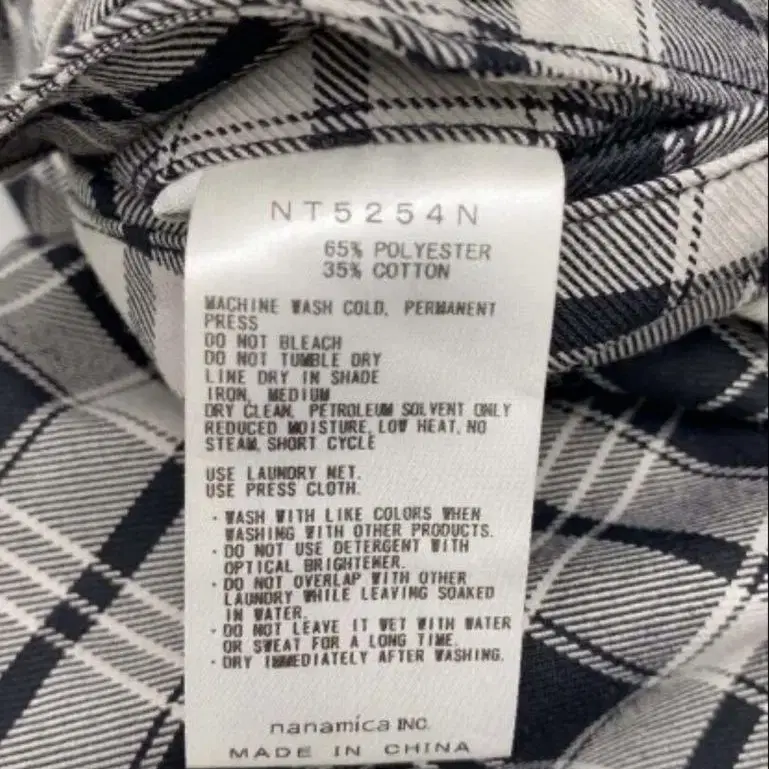 NT5254N
65% POLYESTER
35% COTTON
MACHINE WASH COLD, PERMANENT
PRESS
DO NOT BLEACH
DO NOT TUMBLE DRY
LINE DRY IN SHADE
IRON, MEDIUM
DRY CLEAN, PETROLEUM SOLVENT ONLY
REDUCED MOISTURE, LOW HEAT, NO
STEAM, SHORT CYCLE
USE LAUNDRY NET.
USE PRESS CLOTH.
· WASH WITH LIKE COLORS WHEN
WASHING WITH OTHER PRODUCTS.
· DO NOT USE DETERGENT WITH
OPTICAL BRIGHTENER.
· DO NOT OVERLAP WITH OTHER
LAUNDRY WHILE LEAVING SOAKED
IN WATER.
· DO NOT LEAVE IT WET WITH WATER
OR SWEAT FOR A LONG TIME.
· DRY IMMEDIATELY AFTER WASHING.
nanamica INC.
MADE IN CHINA